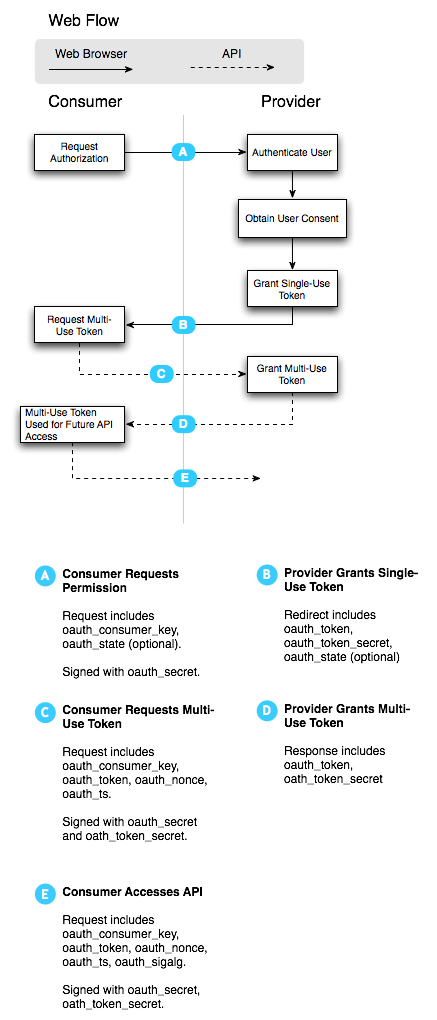 Web Flow
Web Browser
API
Consumer
Provider
Request
Authorization
A
Authenticate User
Obtain User Consent
Grant Single-Use
Token
Request Multi-
Use Token
B
C
Grant Multi-Use
Token
Multi-Use Token
Used for Future API
Access
D
E
A
Consumer Requests
Permission
Request includes
oauth_consumer_key,
oauth_state (optional).
Signed with oauth_secret.
B
Provider Grants Single-
Use Token
Redirect includes
oauth_token,
oauth_token_secret,
oauth_state (optional)
C
Consumer Requests Multi-
Use Token
Request includes
oauth_consumer_key,
oauth_token, oauth_nonce,
oauth_ts.
Signed with oauth_secret
and oath_token_secret.
D
Provider Grants Multi-
Use Token
Response includes
oauth_token,
oath_token_secret
E
Consumer Accesses API
Request includes
oauth_consumer_key,
oauth_token, oauth_nonce,
oauth_ts, oauth_sigalg.
Signed with oauth_secret,
oath_token_secret.